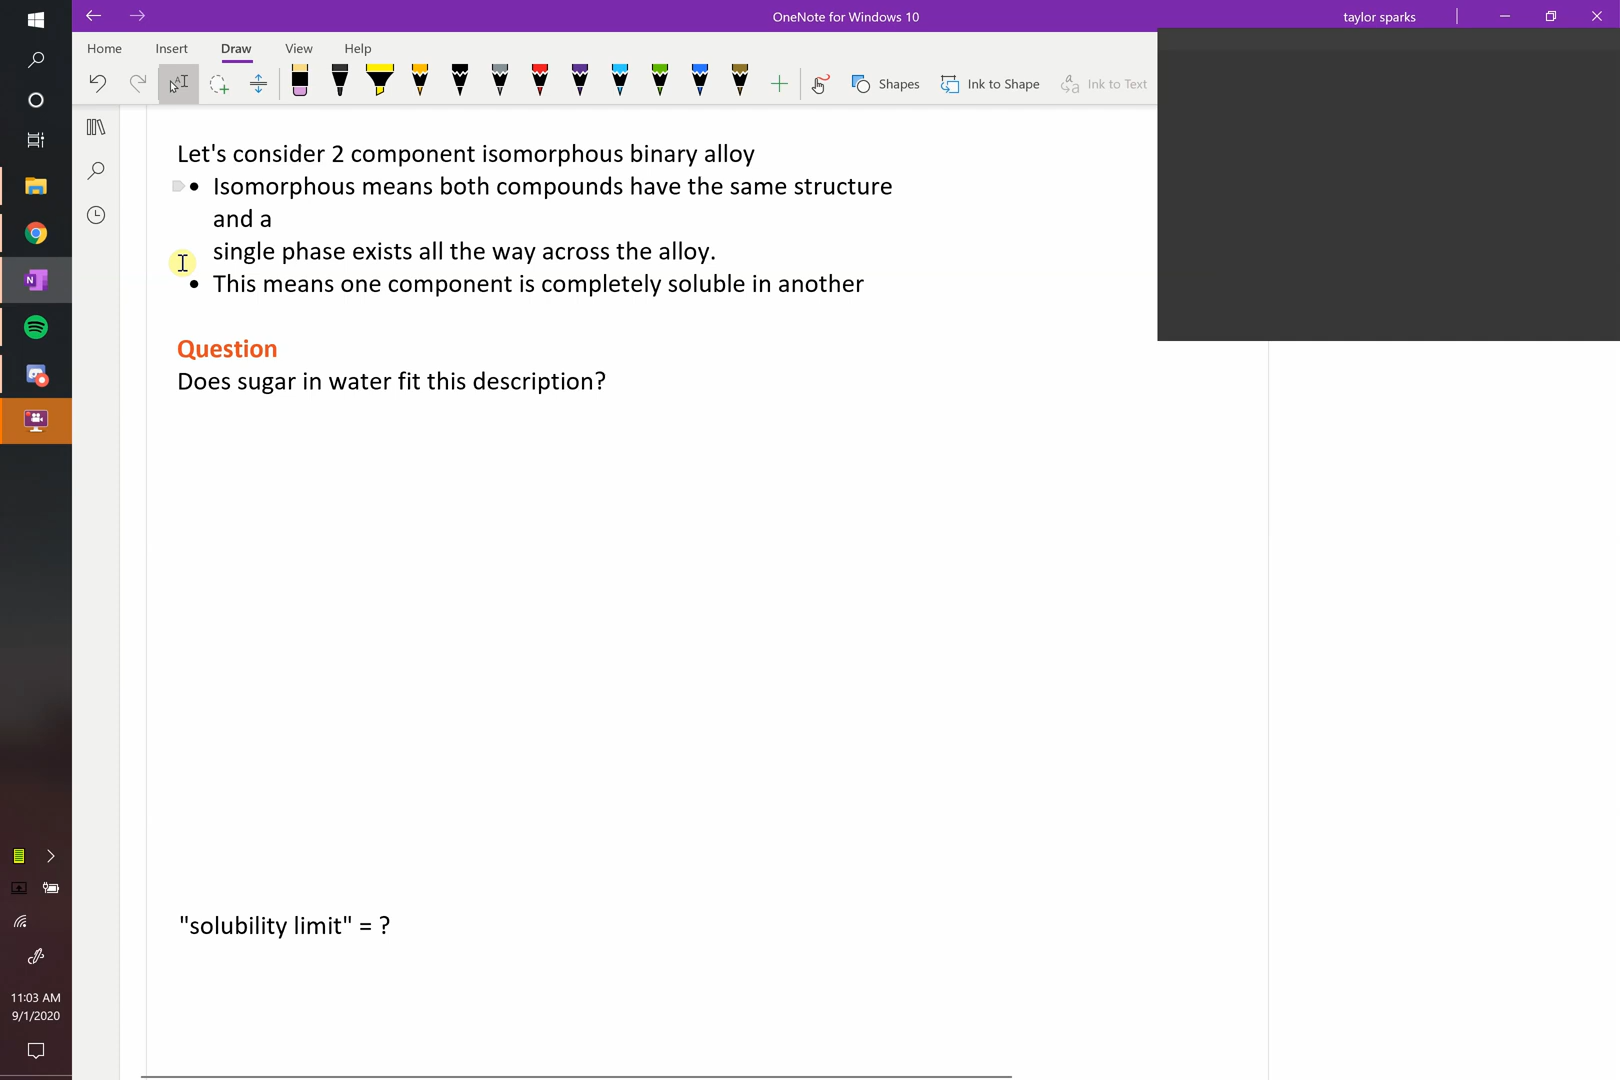 OneNote for Windows 10
taylor sparks
Home Insert Draw View Help
Shapes Ink to Shape Ink to Text
Let's consider 2 component isomorphous binary alloy
• Isomorphous means both compounds have the same structure
and a
single phase exists all the way across the alloy.
• This means one component is completely soluble in another
Question
Does sugar in water fit this description?
"solubility limit" = ?
11:03 AM
9/1/2020